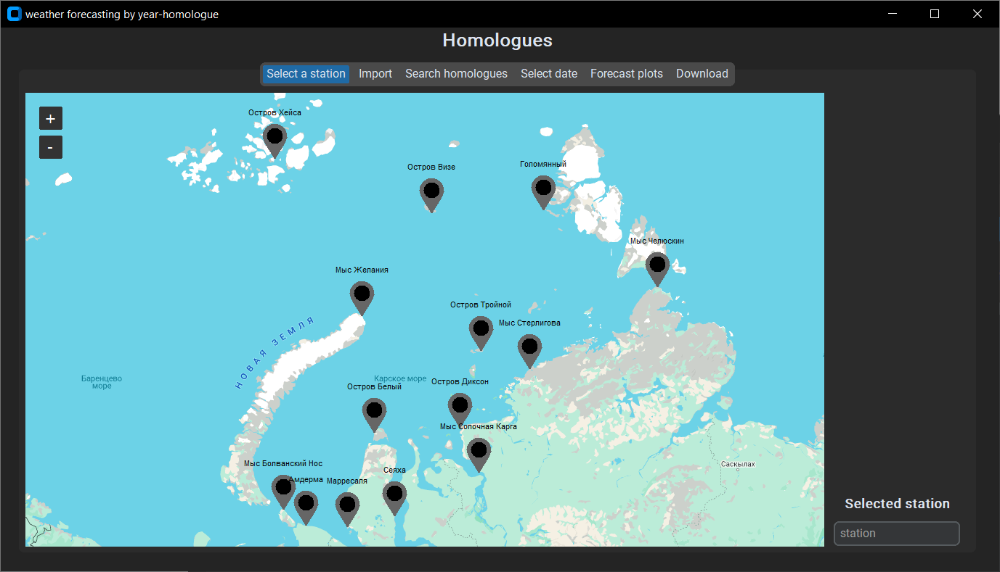 weather forecasting by year-homologue
Homologues
Select a station
Import
Search homologues
Select date
Forecast plots
Download
+
-
Остров Хейса
Остров Визе
Голомянный
Мыс Челюскин
Мыс Желания
Остров Тройной
Мыс Стерлигова
НОВАЯ ЗЕМЛЯ
Баренцево
море
Карское море
Остров Диксон
Остров Белый
Мыс Сопочная Карга
Мыс Болванский Нос
Саскылах
Сеяха
Амдерма
Марресаля
Selected station
station